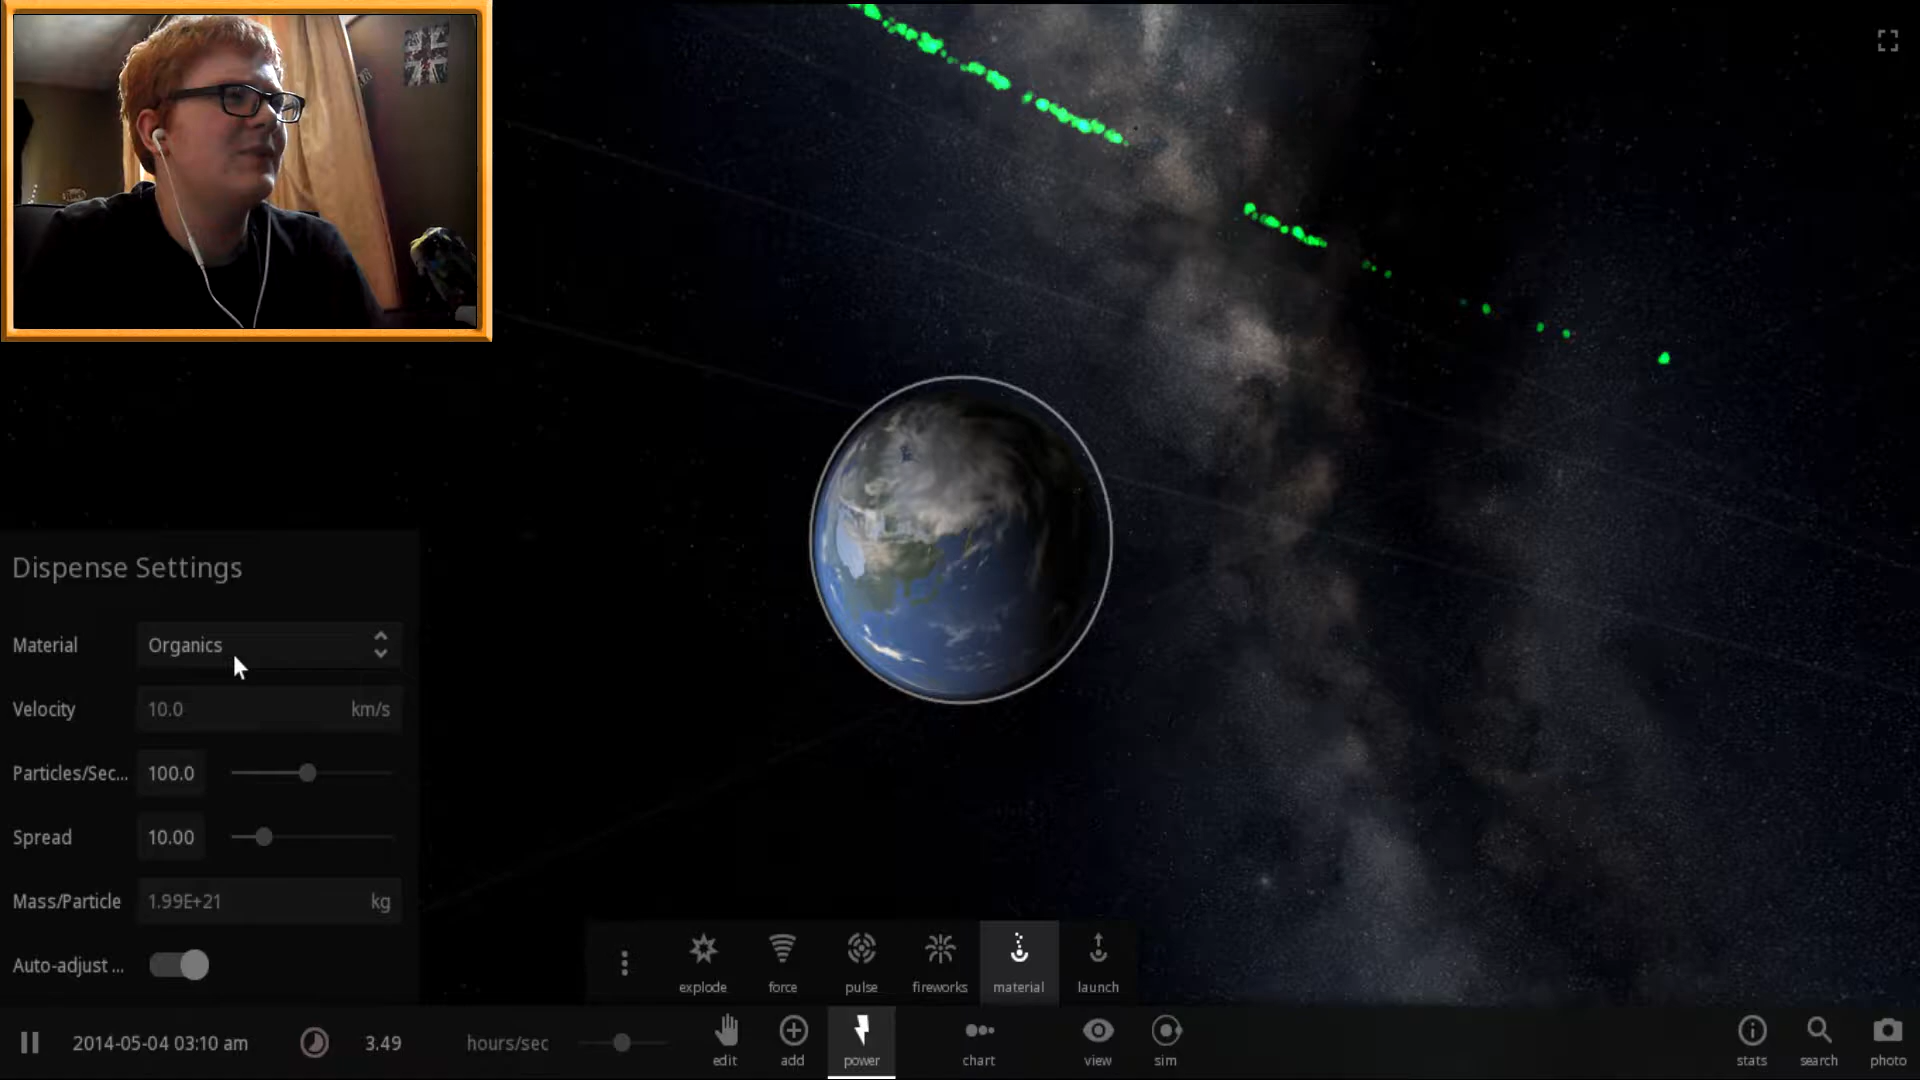 Dispense Settings
Material Organics
Velocity 10.0 km/s
Particles/Sec... 100.0
Spread 10.00
Mass/Particle 1.99E+21 kg
Auto-adjust ...
explode force pulse fireworks material launch
2014-05-04 03:10 am 3.49 hours/sec
edit add power chart view sim stats search photo